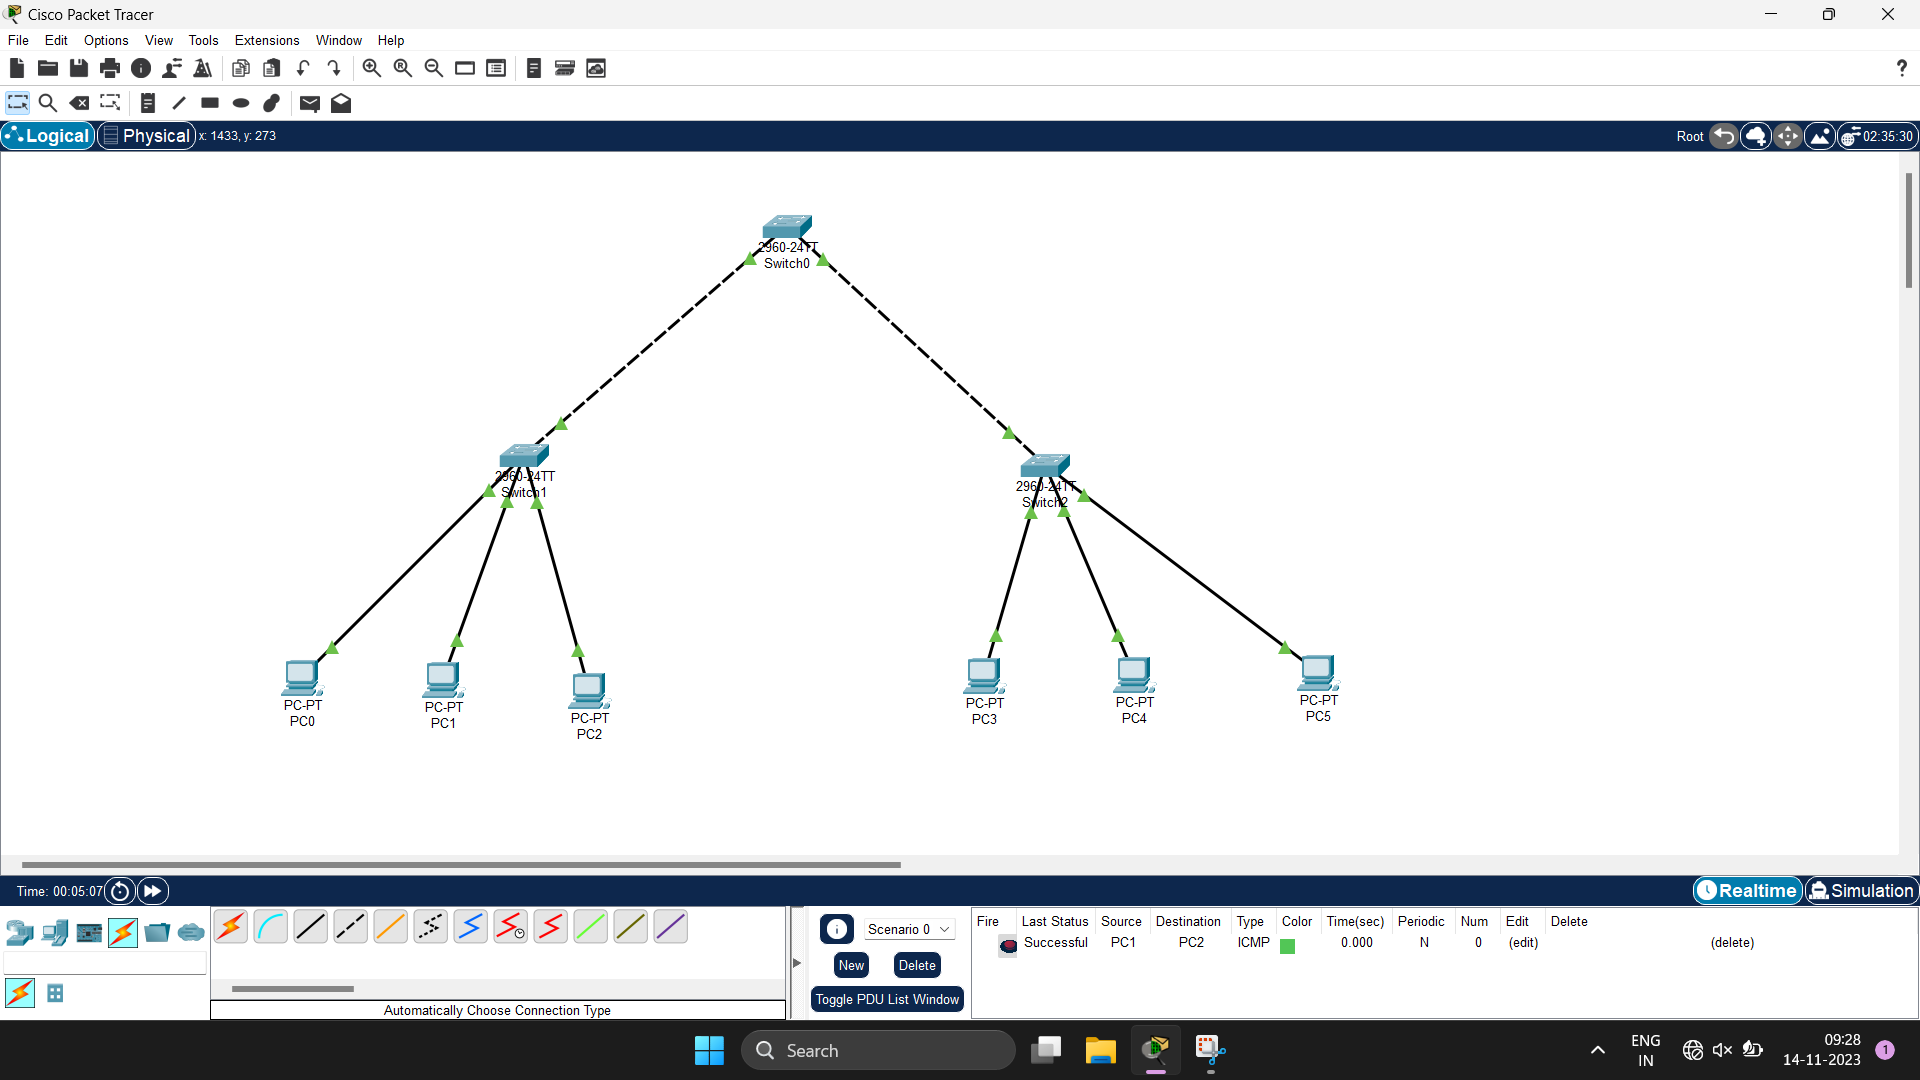 Cisco Packet Tracer
File Edit Options View Tools Extensions Window Help
?
Logical Physical x: 1433, y: 273 Root 02:35:30
2960-24TT
Switch0
2960-24TT
Switch1
2960-24TT
Switch2
PC-PT
PC0
PC-PT
PC1
PC-PT
PC2
PC-PT
PC3
PC-PT
PC4
PC-PT
PC5
Time: 00:05:07 Realtime Simulation
Automatically Choose Connection Type
Scenario 0
New Delete
Toggle PDU List Window
Fire Last Status Source Destination Type Color Time(sec) Periodic Num Edit Delete
Successful PC1 PC2 ICMP 0.000 N 0 (edit) (delete)
Search
ENG
IN
09:28
14-11-2023
1